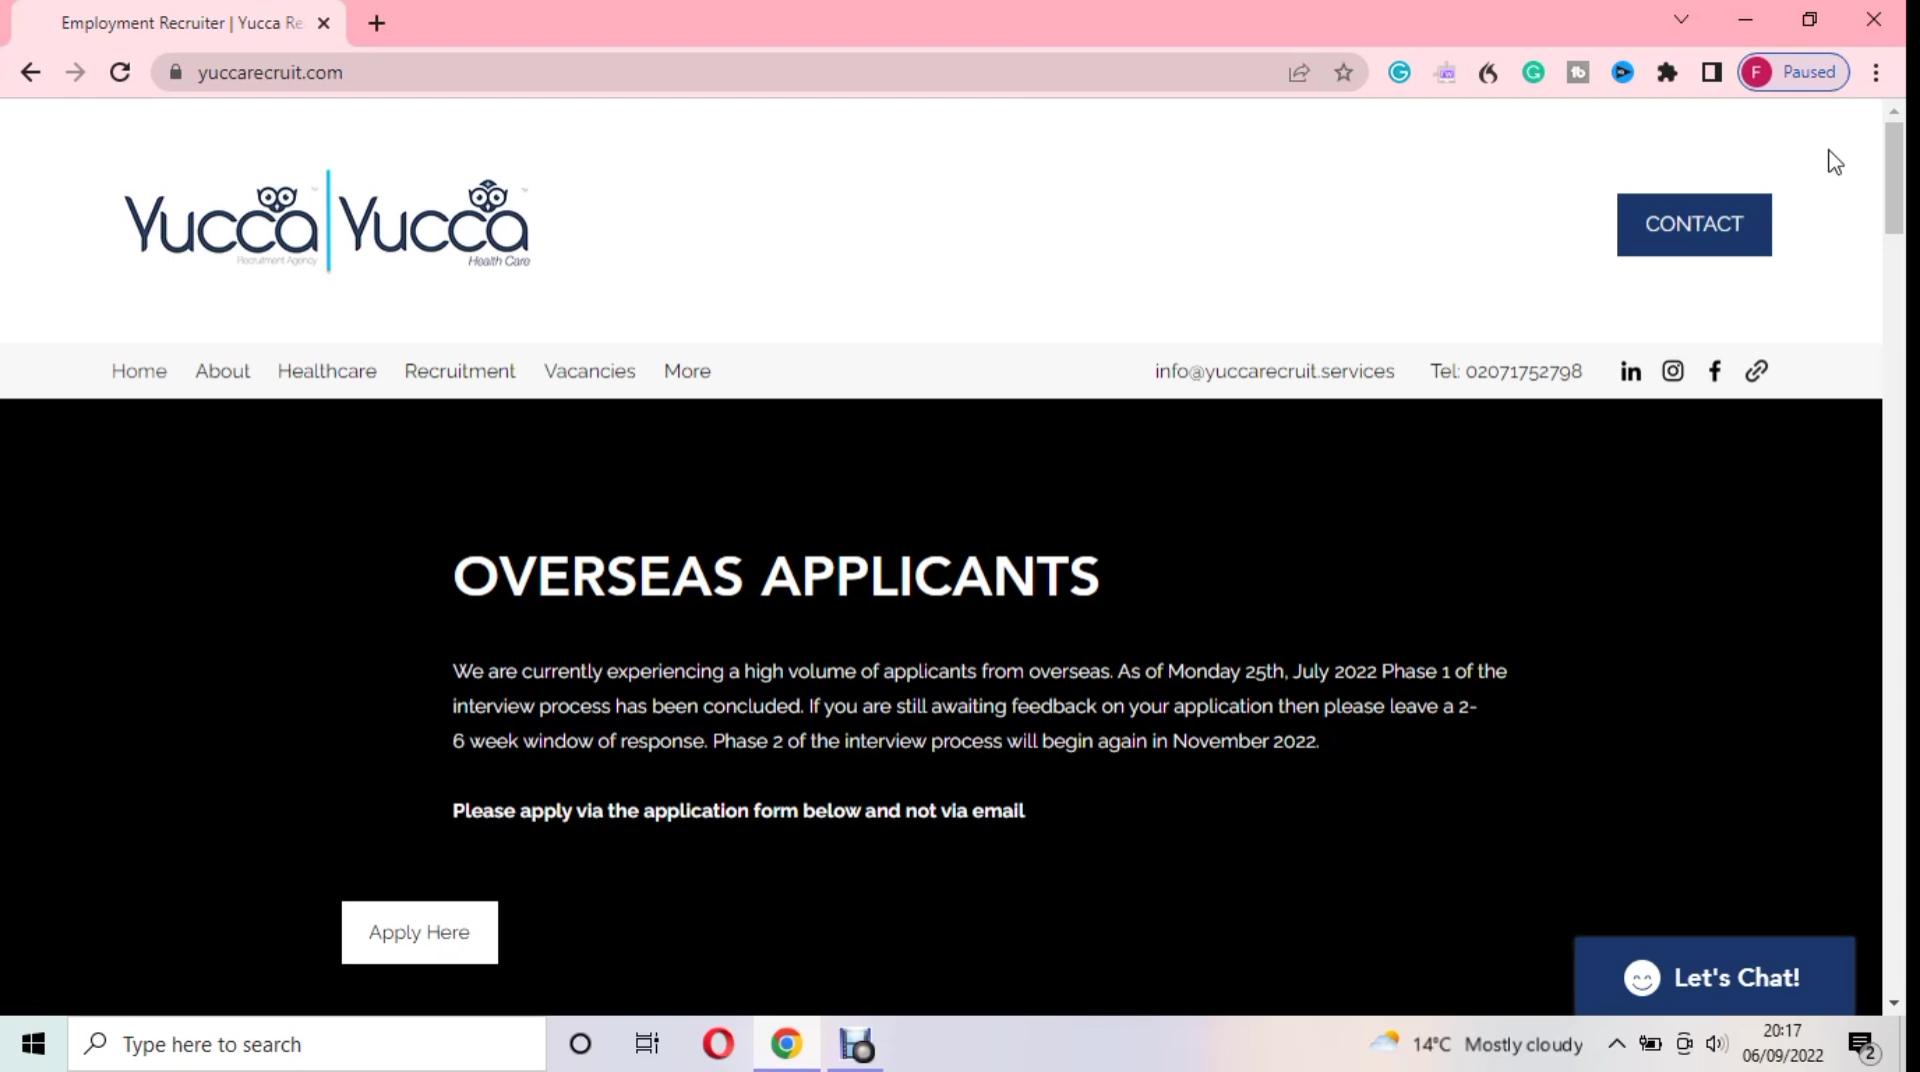 Employment Recruiter | Yucca Re
yuccarecruit.com
Paused
F
Yucca
Recruitment Agency
Yucca
Health Care
CONTACT
Home About Healthcare Recruitment Vacancies More
info@yuccarecruit.services Tel: 02071752798
OVERSEAS APPLICANTS
We are currently experiencing a high volume of applicants from overseas. As of Monday 25th, July 2022 Phase 1 of the
interview process has been concluded. If you are still awaiting feedback on your application then please leave a 2-
6 week window of response. Phase 2 of the interview process will begin again in November 2022.
Please apply via the application form below and not via email
Apply Here
Let's Chat!
Type here to search
14°C Mostly cloudy
20:17
06/09/2022
2